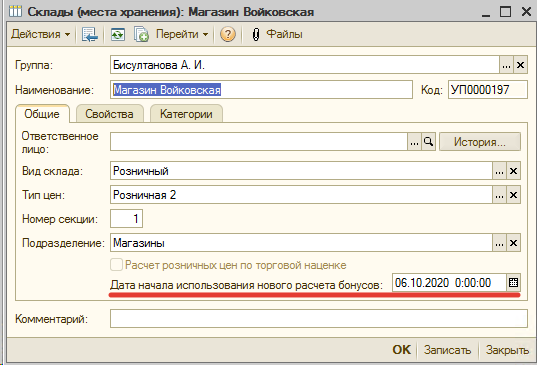 Склады (места хранения): Магазин Войковская
Действия Перейти ? Файлы
Группа: Бисултанова А. И. ... ×
Наименование: Магазин Войковская Код: УП0000197
Общие Свойства Категории
Ответственное лицо: ... История...
Вид склада: Розничный ... ×
Тип цен: Розничная 2 ... ×
Номер секции: 1
Подразделение: Магазины ... ×
Расчет розничных цен по торговой наценке
Дата начала использования нового расчета бонусов: 06.10.2020 0:00:00
Комментарий:
OK Записать Закрыть